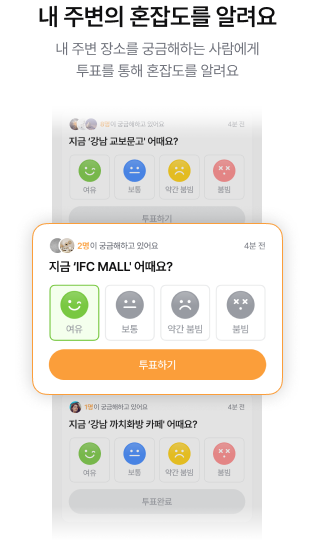 내 주변의 혼잡도를 알려요
내 주변 장소를 궁금해하는 사람에게
투표를 통해 혼잡도를 알려요
6명이 궁금해하고 있어요 4분 전
지금 '강남 교보문고' 어때요?
여유 보통 약간 붐빔 붐빔
투표하기
2명이 궁금해하고 있어요 4분 전
지금 'IFC MALL' 어때요?
여유 보통 약간 붐빔 붐빔
투표하기
1명이 궁금해하고 있어요 4분 전
지금 '강남 까치화방 카페' 어때요?
여유 보통 약간 붐빔 붐빔
투표완료